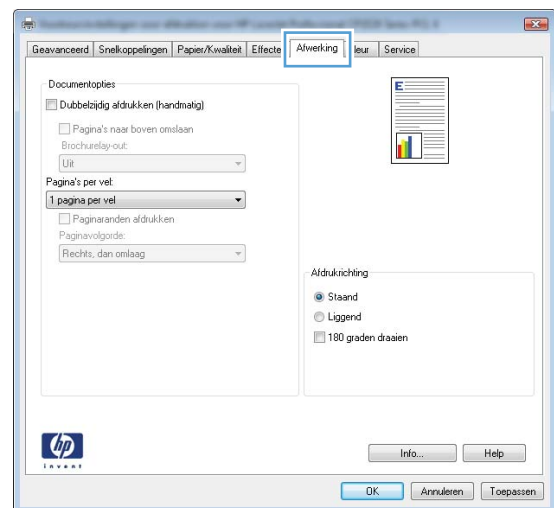 Geavanceerd Snelkoppelingen Papier/Kwaliteit Effecte Afwerking leur Service
Documentopties
Dubbelzijdig afdrukken (handmatig)
Pagina's naar boven omslaan
Brochurelay-out:
Uit
Pagina's per vel:
1 pagina per vel
Paginaranden afdrukken
Paginavolgorde:
Rechts, dan omlaag
E
Afdrukrichting
Staand
Liggend
180 graden draaien
hp
invent
Info... Help
OK Annuleren Toepassen